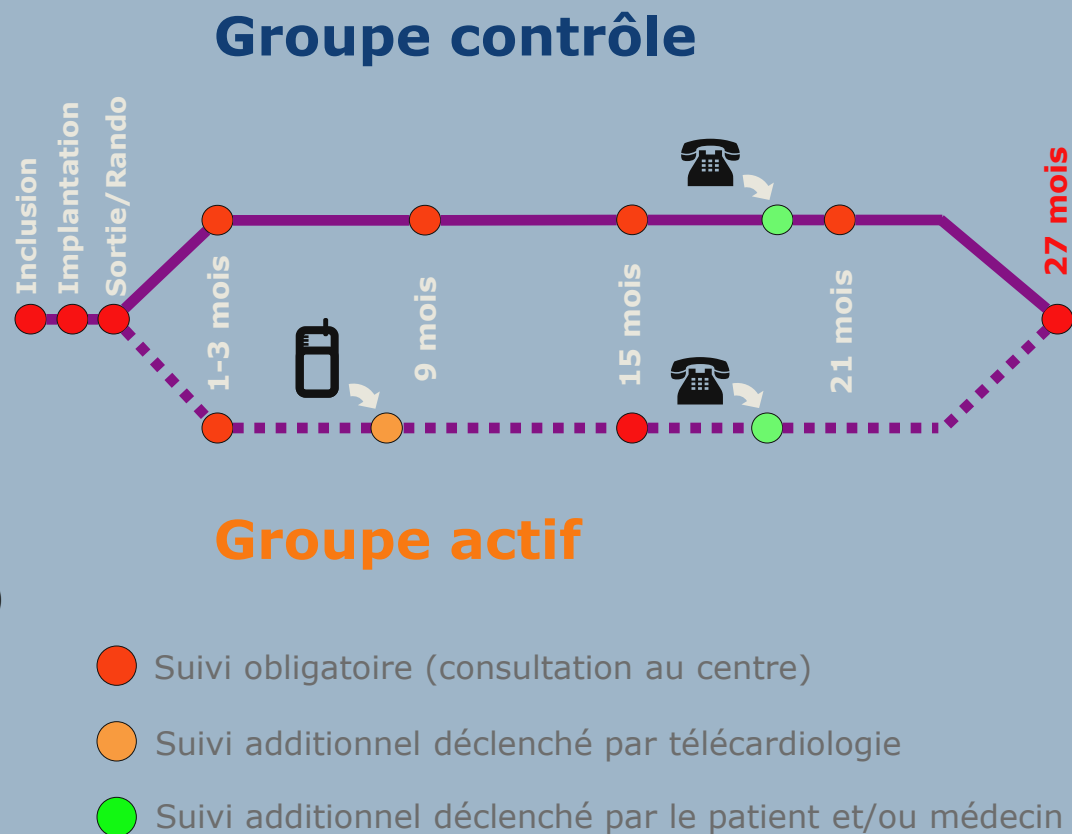 Groupe contrôle
Inclusion
Implantation
Sortie/Rando
1-3 mois
9 mois
15 mois
21 mois
27 mois
Groupe actif
Suivi obligatoire (consultation au centre)
Suivi additionnel déclenché par télécardiologie
Suivi additionnel déclenché par le patient et/ou médecin